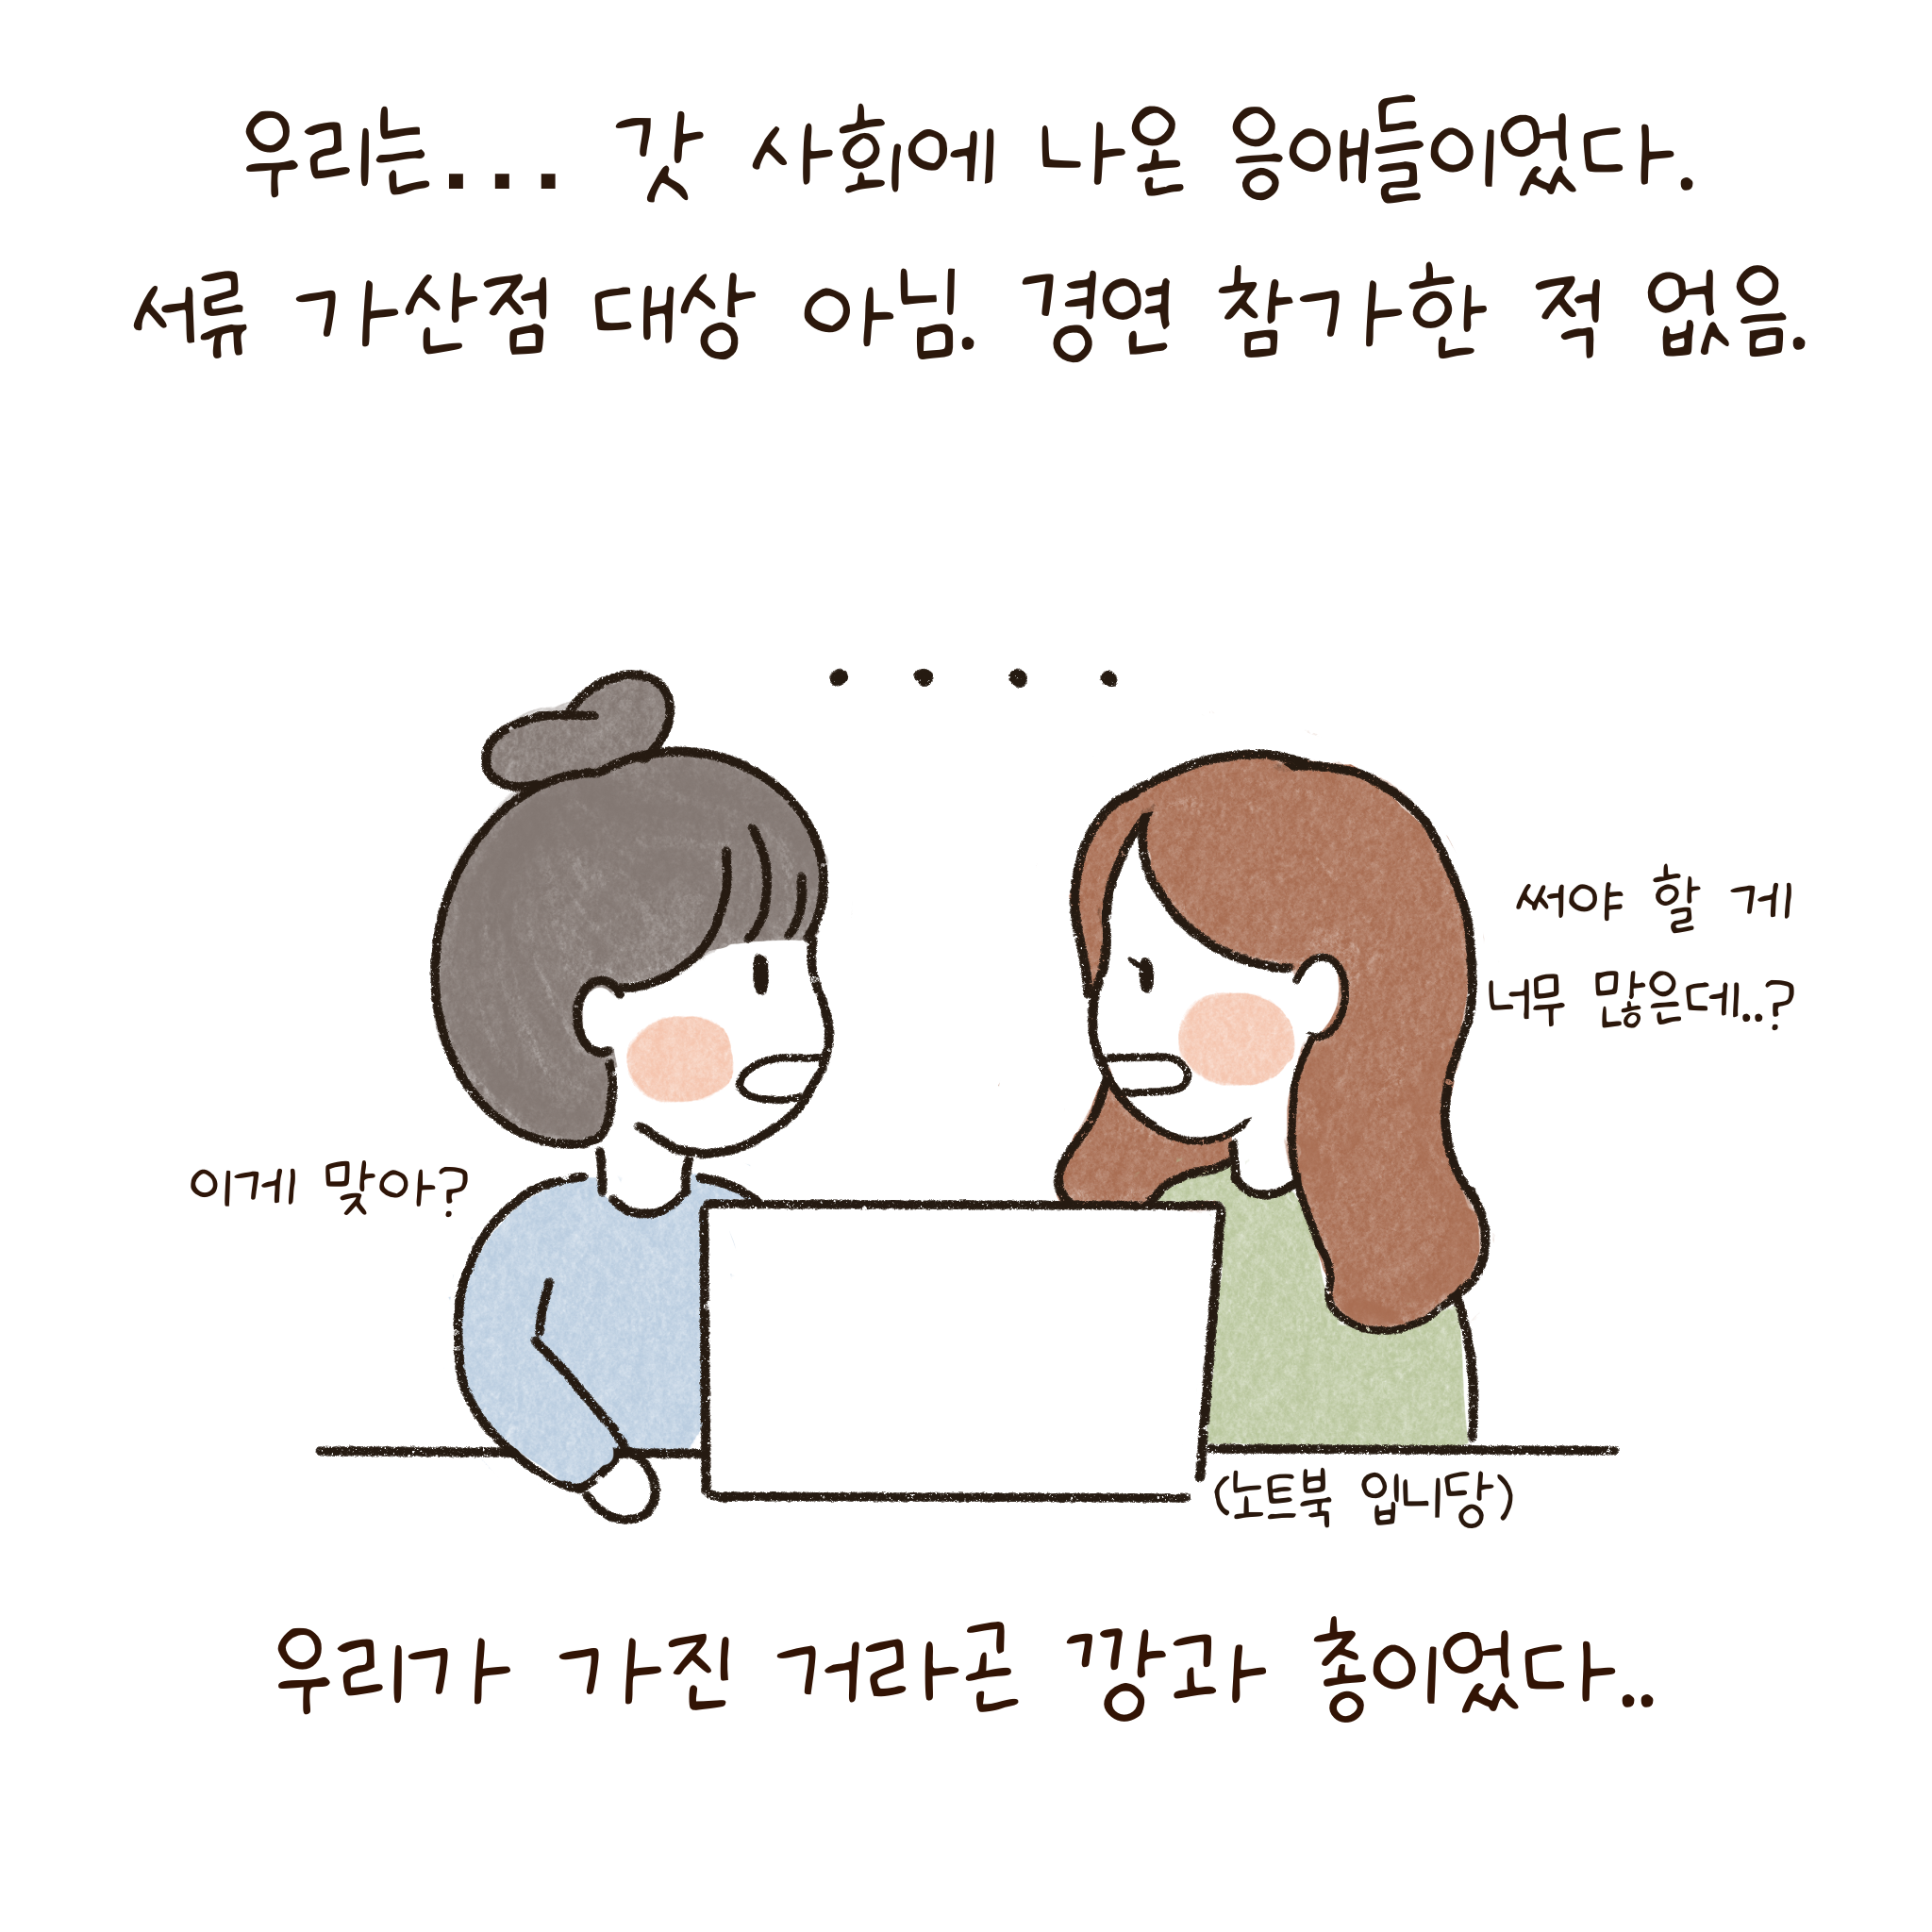 우리는... 갓 사회에 나온 응애들이었다.
서류 가산점 대상 아님. 경연 참가한 적 없음.
....
써야 할 게
너무 많은데..?
이게 맞아?
(노트북 입니당)
우리가 가진 거라곤 깡과 총이었다..